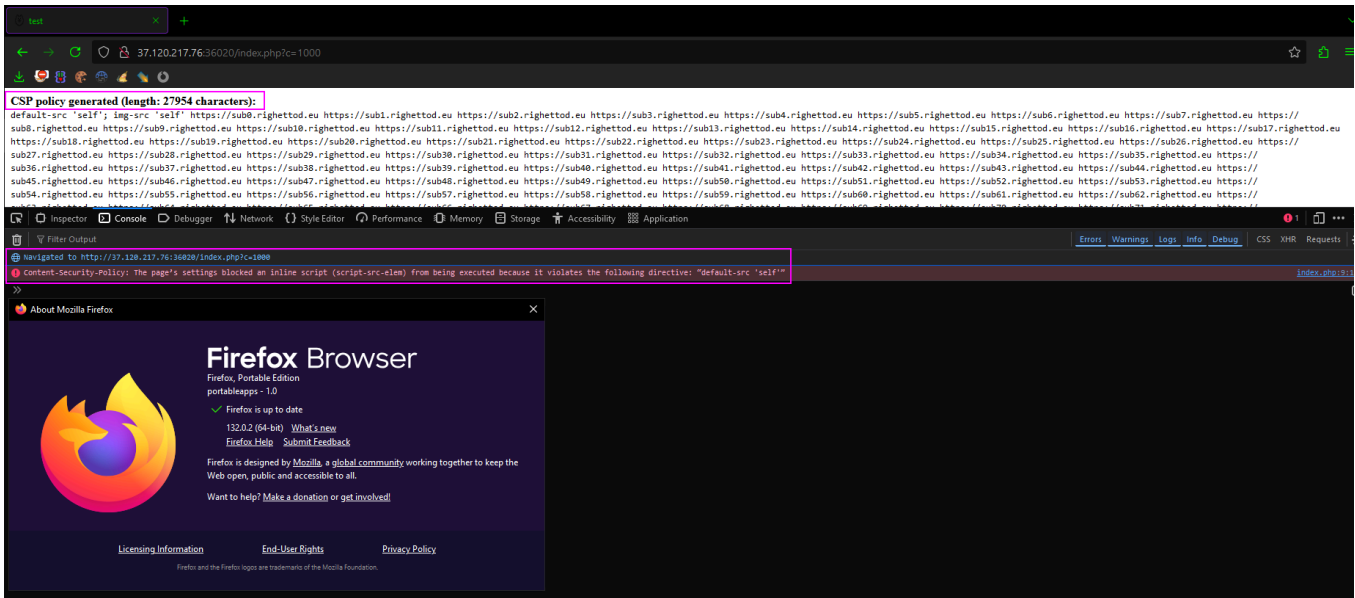 test
37.120.217.76:36020/index.php?c=1000
CSP policy generated (length: 27954 characters):
default-src 'self'; img-src 'self' https://sub0.righettod.eu https://sub1.righettod.eu https://sub2.righettod.eu https://sub3.righettod.eu https://sub4.righettod.eu https://sub5.righettod.eu https://sub6.righettod.eu https://sub7.righettod.eu https://
sub8.righettod.eu https://sub9.righettod.eu https://sub10.righettod.eu https://sub11.righettod.eu https://sub12.righettod.eu https://sub13.righettod.eu https://sub14.righettod.eu https://sub15.righettod.eu https://sub16.righettod.eu https://sub17.righettod.eu
https://sub18.righettod.eu https://sub19.righettod.eu https://sub20.righettod.eu https://sub21.righettod.eu https://sub22.righettod.eu https://sub23.righettod.eu https://sub24.righettod.eu https://sub25.righettod.eu https://sub26.righettod.eu https://
sub27.righettod.eu https://sub28.righettod.eu https://sub29.righettod.eu https://sub30.righettod.eu https://sub31.righettod.eu https://sub32.righettod.eu https://sub33.righettod.eu https://sub34.righettod.eu https://sub35.righettod.eu https://
sub36.righettod.eu https://sub37.righettod.eu https://sub38.righettod.eu https://sub39.righettod.eu https://sub40.righettod.eu https://sub41.righettod.eu https://sub42.righettod.eu https://sub43.righettod.eu https://sub44.righettod.eu https://
sub45.righettod.eu https://sub46.righettod.eu https://sub47.righettod.eu https://sub48.righettod.eu https://sub49.righettod.eu https://sub50.righettod.eu https://sub51.righettod.eu https://sub52.righettod.eu https://sub53.righettod.eu https://
sub54.righettod.eu https://sub55.righettod.eu https://sub56.righettod.eu https://sub57.righettod.eu https://sub58.righettod.eu https://sub59.righettod.eu https://sub60.righettod.eu https://sub61.righettod.eu https://sub62.righettod.eu https://
Inspector Console Debugger Network Style Editor Performance Memory Storage Accessibility Application 1
Filter Output Errors Warnings Logs Info Debug CSS XHR Requests
Navigated to http://37.120.217.76:36020/index.php?c=1000
Content-Security-Policy: The page's settings blocked an inline script (script-src-elem) from being executed because it violates the following directive: "default-src 'self'" index.php:9:1
About Mozilla Firefox
Firefox Browser
Firefox, Portable Edition
portableapps - 1.0
Firefox is up to date
132.0.2 (64-bit) What's new
Firefox Help Submit Feedback
Firefox is designed by Mozilla, a global community working together to keep the
Web open, public and accessible to all.
Want to help? Make a donation or get involved!
Licensing Information End-User Rights Privacy Policy
Firefox and the Firefox logos are trademarks of the Mozilla Foundation.